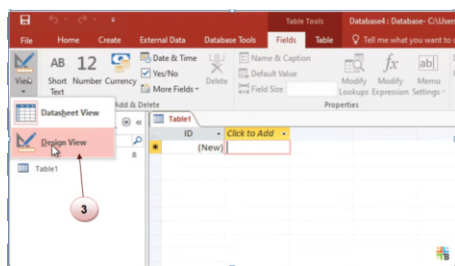 Table Tools
Database4 : Database- C:\Users
File Home Create External Data Database Tools Fields Table Tell me what you want to
View
AB Short Text
12 Number
Currency
Date & Time
Yes/No
More Fields
Delete
Name & Caption
Default Value
Field Size
Modify Lookups
Modify Expression
Memo Settings
Add & Delete
Properties
Datasheet View
Design View
Table1
3
Table1
ID Click to Add
(New)